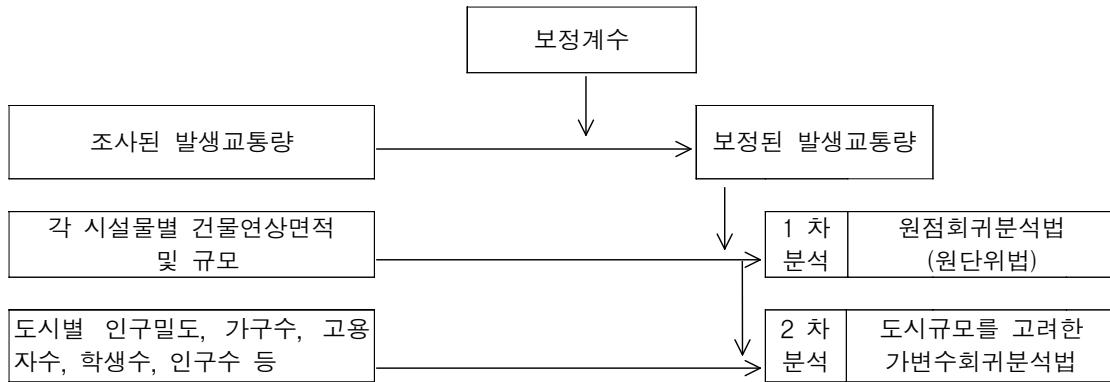 보정계수
조사된 발생교통량
보정된 발생교통량
각 시설물별 건물연상면적
및 규모
1 차
분석
원점회귀분석법
(원단위법)
도시별 인구밀도, 가구수, 고용
자수, 학생수, 인구수 등
2 차
분석
도시규모를 고려한
가변수회귀분석법